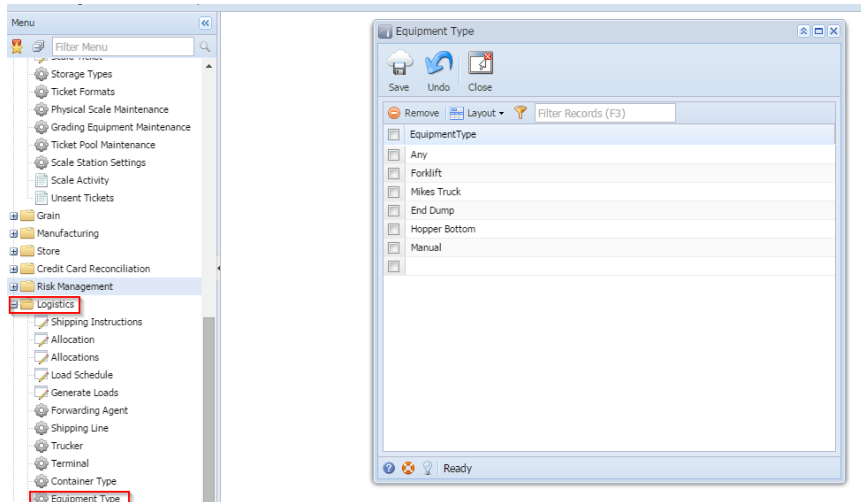 Menu
Filter Menu
Scale Ticket
Storage Types
Ticket Formats
Physical Scale Maintenance
Grading Equipment Maintenance
Ticket Pool Maintenance
Scale Station Settings
Scale Activity
Unsent Tickets
Grain
Manufacturing
Store
Credit Card Reconciliation
Risk Management
Logistics
Shipping Instructions
Allocation
Allocations
Load Schedule
Generate Loads
Forwarding Agent
Shipping Line
Trucker
Terminal
Container Type
Equipment Type
Equipment Type
Save Undo Close
Remove Layout Filter Records (F3)
EquipmentType
Any
Forklift
Mikes Truck
End Dump
Hopper Bottom
Manual
Ready